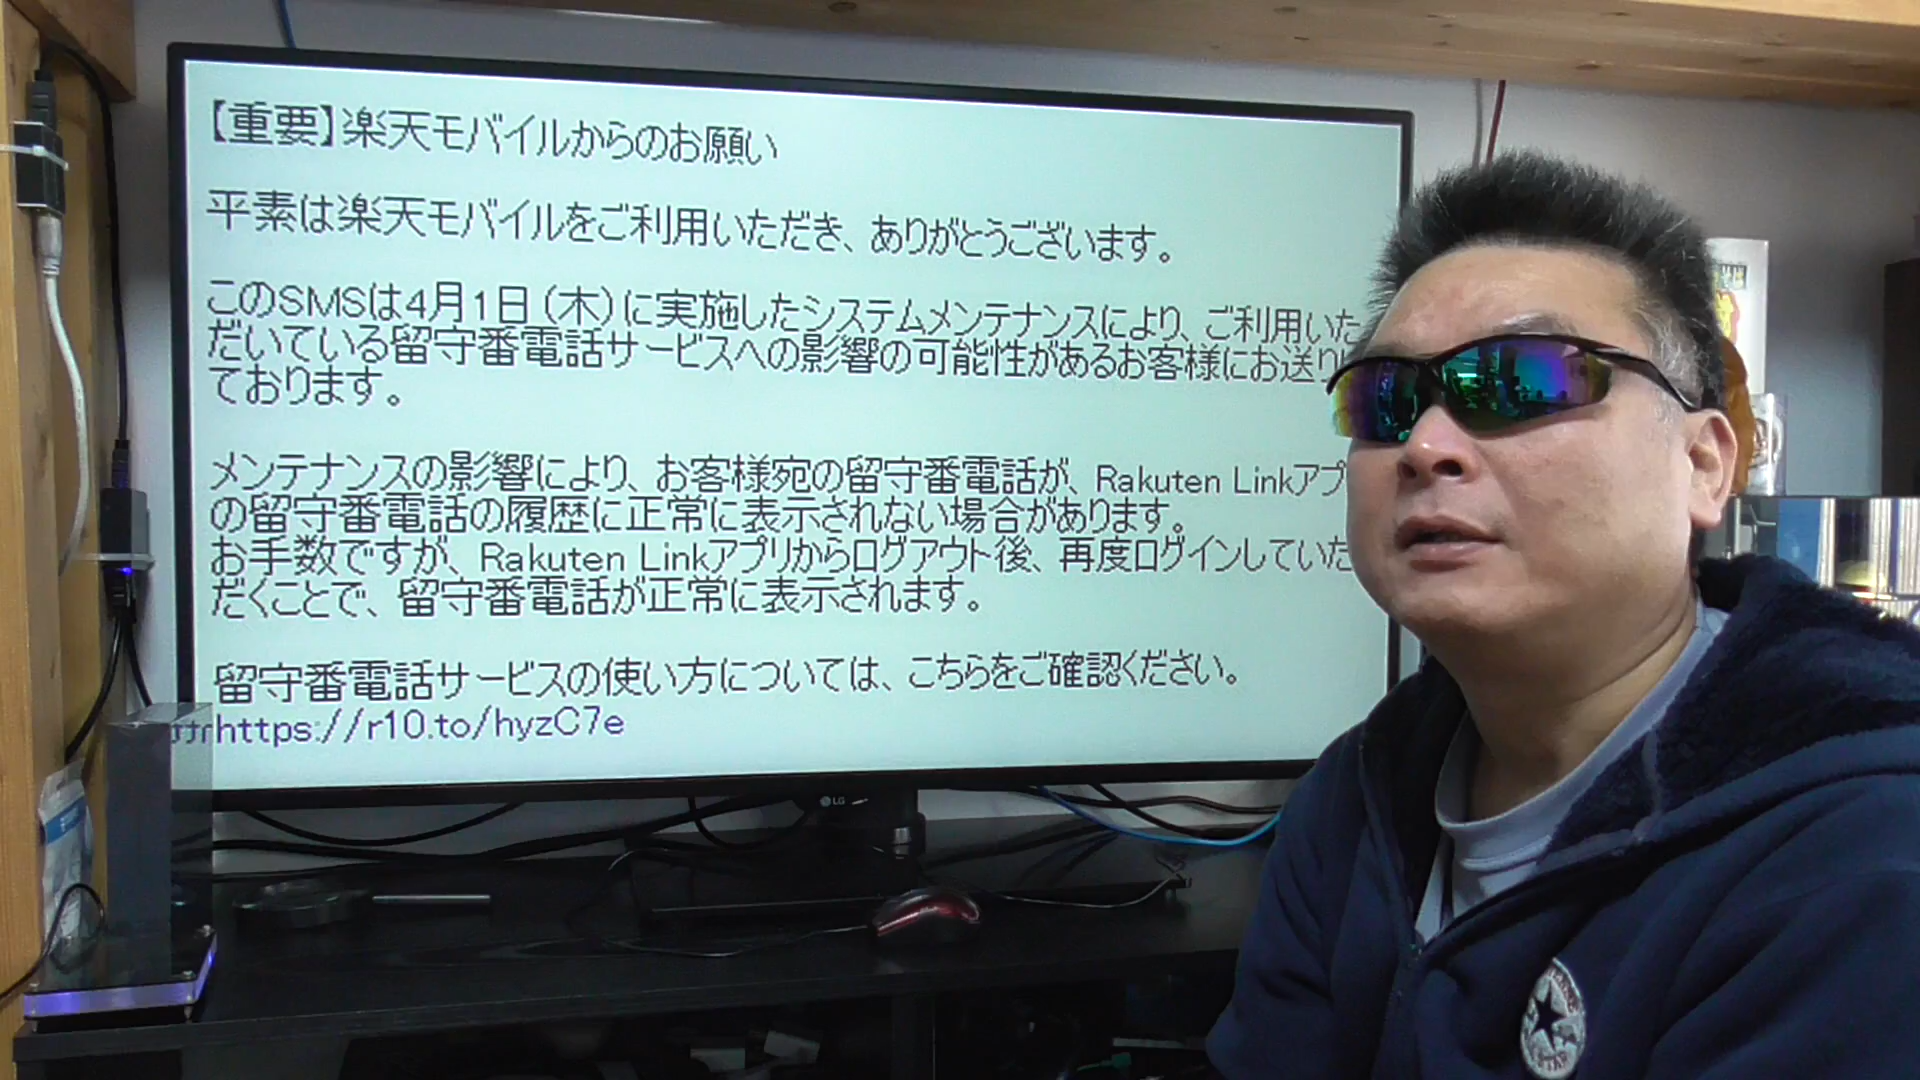 【重要】楽天モバイルからのお願い
平素は楽天モバイルをご利用いただき、ありがとうございます。
このSMSは4月1日（木）に実施したシステムメンテナンスにより、ご利用いた
だいている留守番電話サービスへの影響の可能性があるお客様にお送りし
ております。
メンテナンスの影響により、お客様宛の留守番電話が、Rakuten Linkアプ
の留守番電話の履歴に正常に表示されない場合があります。
お手数ですが、Rakuten Linkアプリからログアウト後、再度ログインしていた
だくことで、留守番電話が正常に表示されます。
留守番電話サービスの使い方については、こちらをご確認ください。
https://r10.to/hyzC7e
LG